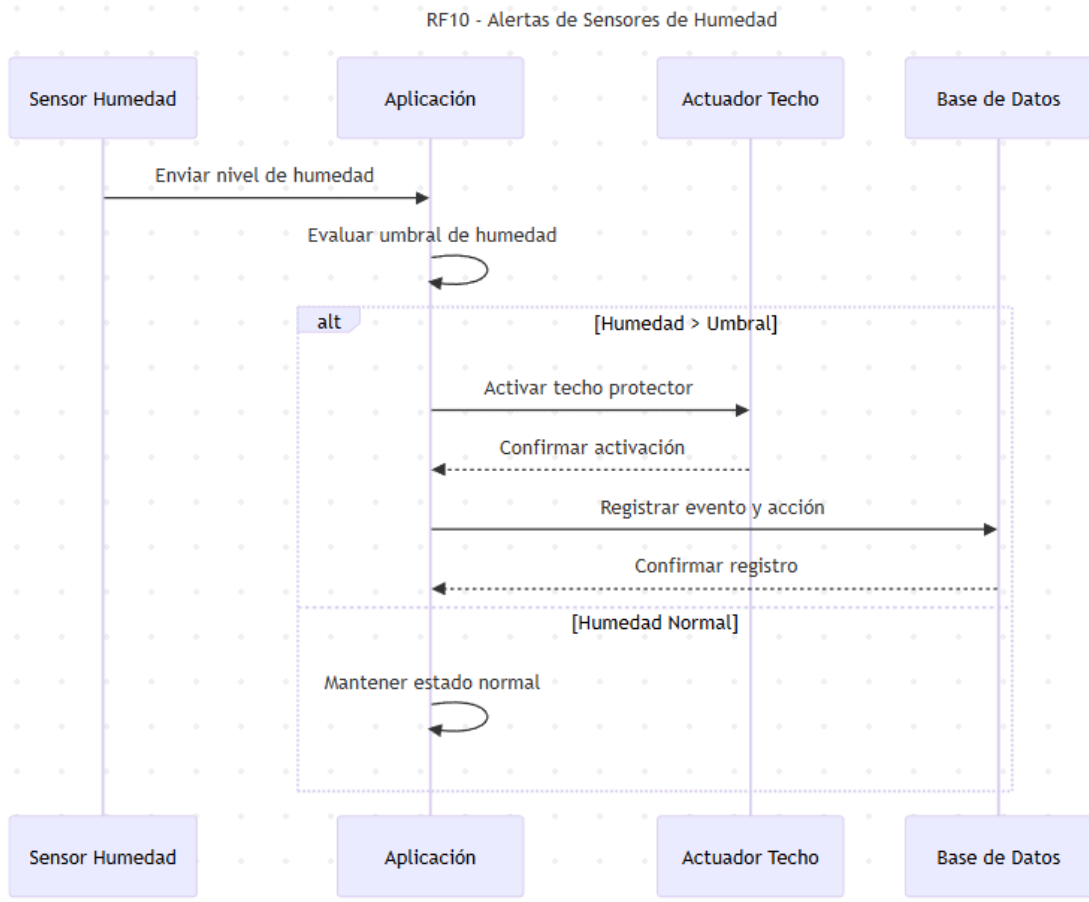 RF10 - Alertas de Sensores de Humedad
Sensor Humedad
Aplicación
Actuador Techo
Base de Datos
Enviar nivel de humedad
Evaluar umbral de humedad
alt
[Humedad > Umbral]
Activar techo protector
Confirmar activación
Registrar evento y acción
Confirmar registro
[Humedad Normal]
Mantener estado normal
Sensor Humedad
Aplicación
Actuador Techo
Base de Datos